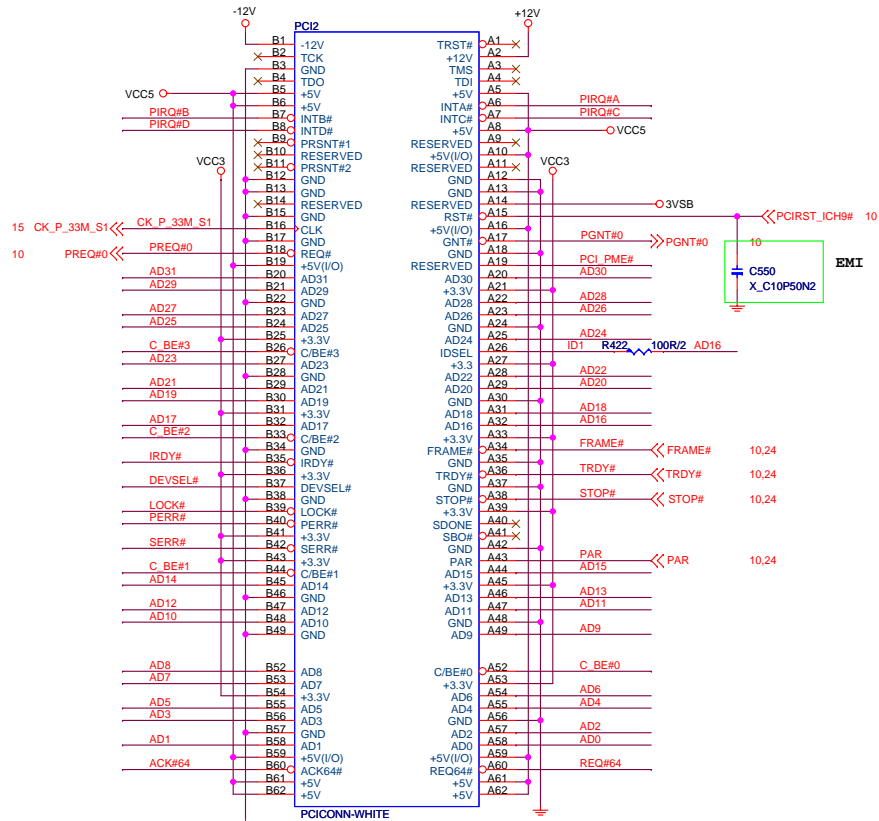 -12V +12V
PCI2
B1 -12V TRST# A1
B2 TCK +12V A2
B3 GND TMS A3
B4 TDO TDI A4
VCC5 B5 +5V +5V A5
B6 +5V INTA# A6 PIRQ#A
PIRQ#B B7 INTB# INTC# A7 PIRQ#C
PIRQ#D B8 INTD# +5V A8 VCC5
B9 PRSNT#1 RESERVED A9
B10 RESERVED +5V(I/O) A10
VCC3 B11 PRSNT#2 RESERVED A11 VCC3
B12 GND GND A12
B13 GND GND A13
B14 RESERVED RESERVED A14 3VSB
B15 GND RST# A15 PCIRST_ICH9# 10
15 CK_P_33M_S1 CK_P_33M_S1 B16 CLK +5V(I/O) A16
B17 GND GNT# A17 PGNT#0 PGNT#0 10
10 PREQ#0 PREQ#0 B18 REQ# GND A18
B19 +5V(I/O) RESERVED A19 PCI_PME#
EMI
AD31 B20 AD31 AD30 A20 AD30
C550
AD29 B21 AD29 +3.3V A21
X_C10P50N2
B22 GND AD28 A22 AD28
AD27 B23 AD27 AD26 A23 AD26
AD25 B24 AD25 GND A24
B25 +3.3V AD24 A25 AD24
C_BE#3 B26 C/BE#3 IDSEL A26 ID1 R422 100R/2 AD16
AD23 B27 AD23 +3.3 A27
B28 GND AD22 A28 AD22
AD21 B29 AD21 AD20 A29 AD20
AD19 B30 AD19 GND A30
B31 +3.3V AD18 A31 AD18
AD17 B32 AD17 AD16 A32 AD16
C_BE#2 B33 C/BE#2 +3.3V A33
B34 GND FRAME# A34 FRAME# FRAME# 10,24
IRDY# B35 IRDY# GND A35
B36 +3.3V TRDY# A36 TRDY# TRDY# 10,24
DEVSEL# B37 DEVSEL# GND A37
B38 GND STOP# A38 STOP# STOP# 10,24
LOCK# B39 LOCK# +3.3V A39
PERR# B40 PERR# SDONE A40
B41 +3.3V SBO# A41
SERR# B42 SERR# GND A42
B43 +3.3V PAR A43 PAR PAR 10,24
C_BE#1 B44 C/BE#1 AD15 A44 AD15
AD14 B45 AD14 +3.3V A45
B46 GND AD13 A46 AD13
AD12 B47 AD12 AD11 A47 AD11
AD10 B48 AD10 GND A48
B49 GND AD9 A49 AD9
AD8 B52 AD8 C/BE#0 A52 C_BE#0
AD7 B53 AD7 +3.3V A53
B54 +3.3V AD6 A54 AD6
AD5 B55 AD5 AD4 A55 AD4
AD3 B56 AD3 GND A56
B57 GND AD2 A57 AD2
AD1 B58 AD1 AD0 A58 AD0
B59 +5V(I/O) +5V(I/O) A59
ACK#64 B60 ACK64# REQ64# A60 REQ#64
B61 +5V +5V A61
B62 +5V +5V A62
PCICONN-WHITE